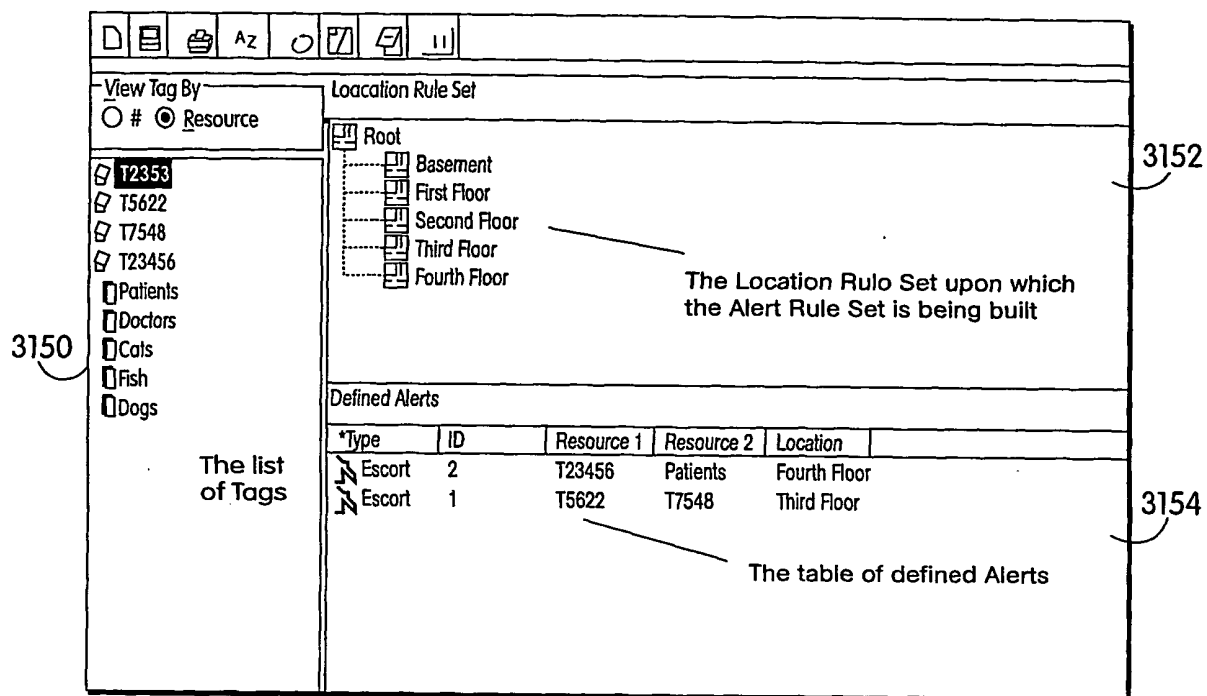 AZ
View Tag By
# Resource
T2353
T5622
T7548
T23456
Patients
Doctors
Cats
Fish
Dogs
The list
of Tags
3150
Loacation Rule Set
Root
Basement
First Floor
Second Floor
Third Floor
Fourth Floor
The Location Rulo Set upon which
the Alert Rule Set is being built
3152
Defined Alerts
*Type ID Resource 1 Resource 2 Location
Escort 2 T23456 Patients Fourth Floor
Escort 1 T5622 T7548 Third Floor
The table of defined Alerts
3154